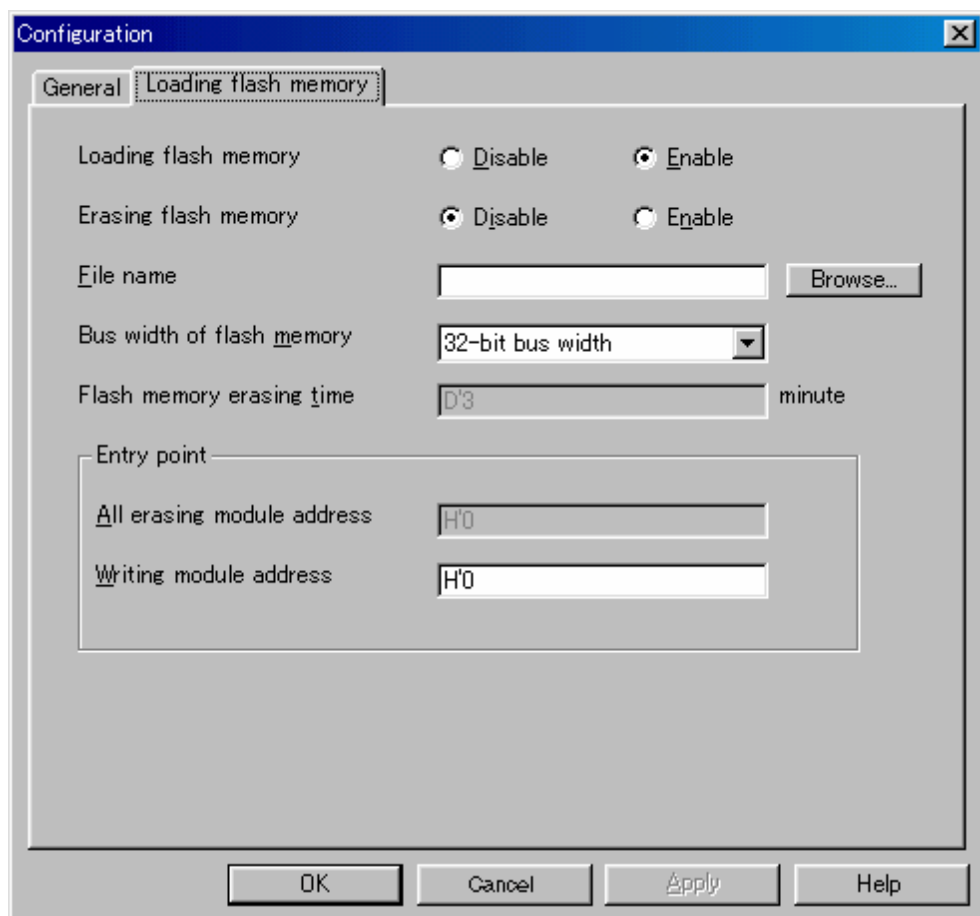 Configuration
General Loading flash memory
Loading flash memory Disable Enable
Erasing flash memory Disable Enable
File name Browse...
Bus width of flash memory 32-bit bus width
Flash memory erasing time D'3 minute
Entry point
All erasing module address H'0
Writing module address H'0
OK Cancel Apply Help